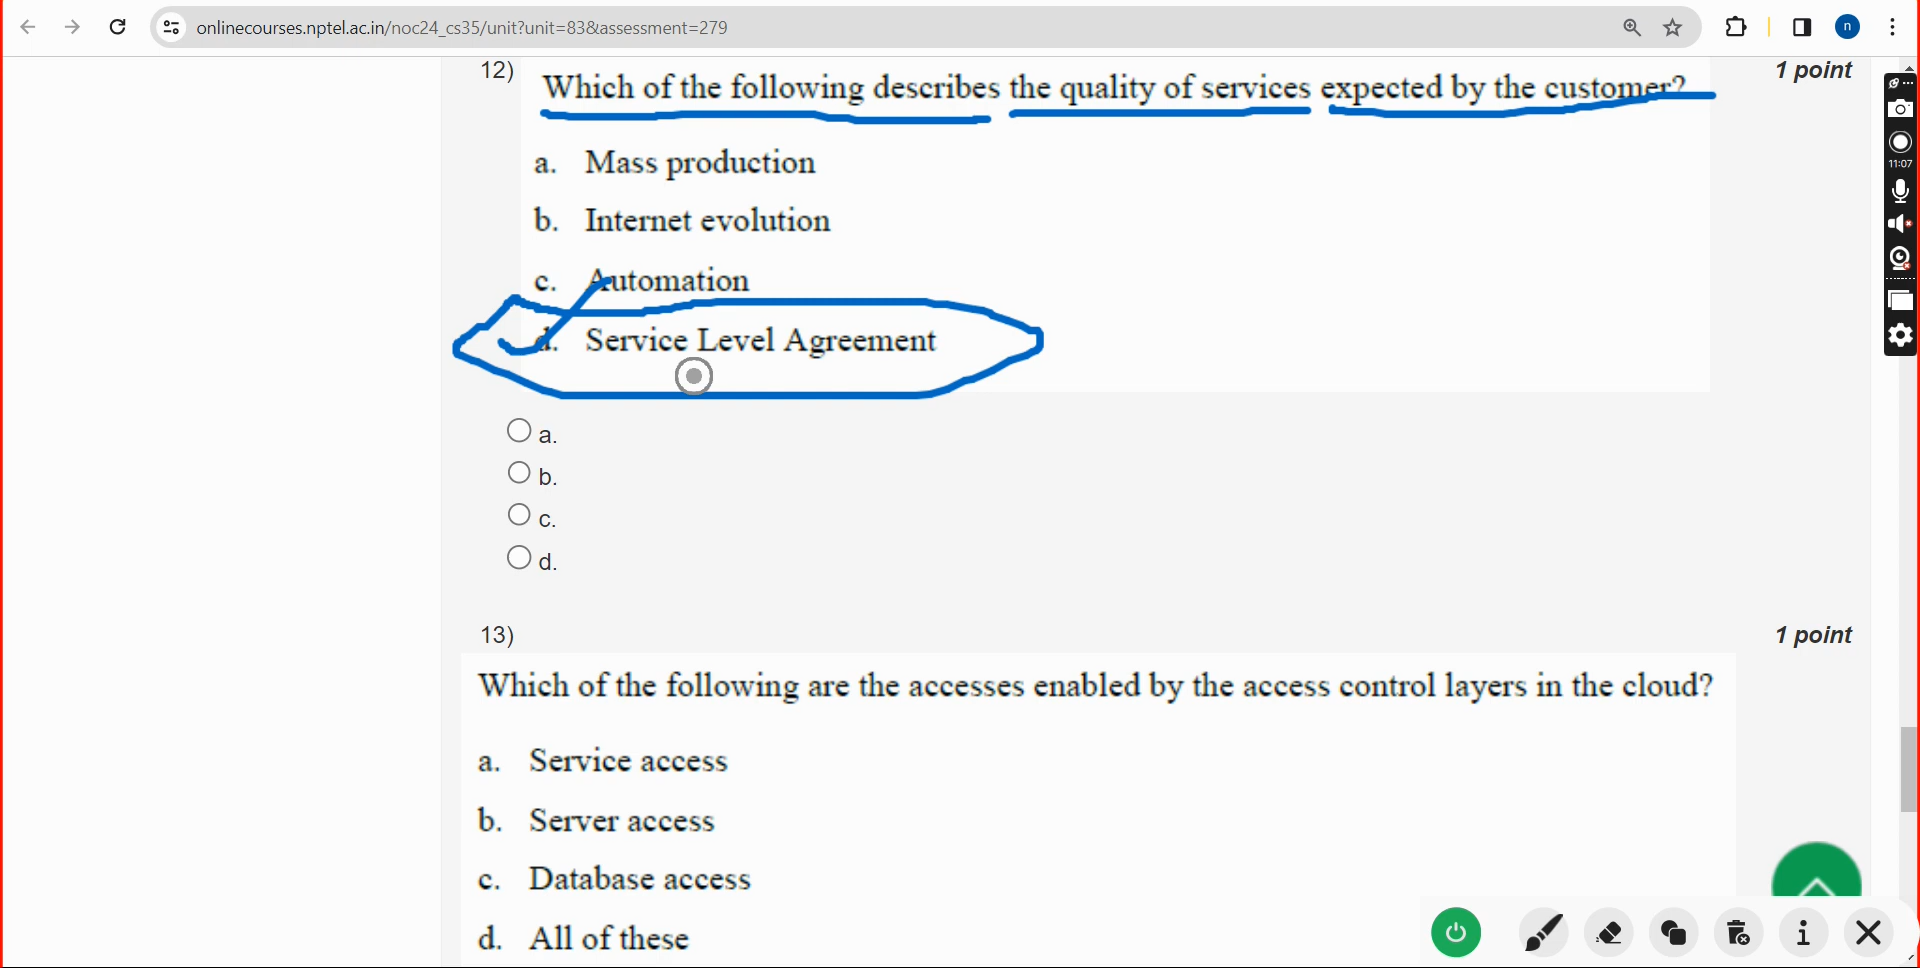 onlinecourses.nptel.ac.in/noc24_cs35/unit?unit=83&assessment=279
n
12)
1 point
Which of the following describes the quality of services expected by the customer?
a. Mass production
b. Internet evolution
c. Automation
d. Service Level Agreement
a.
b.
c.
d.
11:07
13)
1 point
Which of the following are the accesses enabled by the access control layers in the cloud?
a. Service access
b. Server access
c. Database access
d. All of these